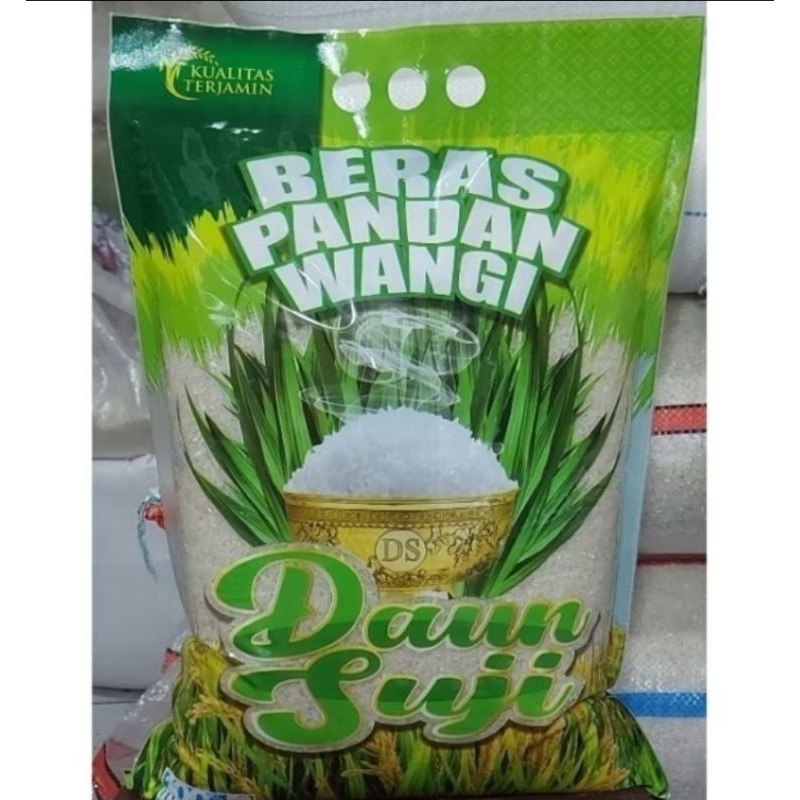 KUALITAS
TERJAMIN
BERAS
PANDAN
WANGI
DS
Daun
Suji